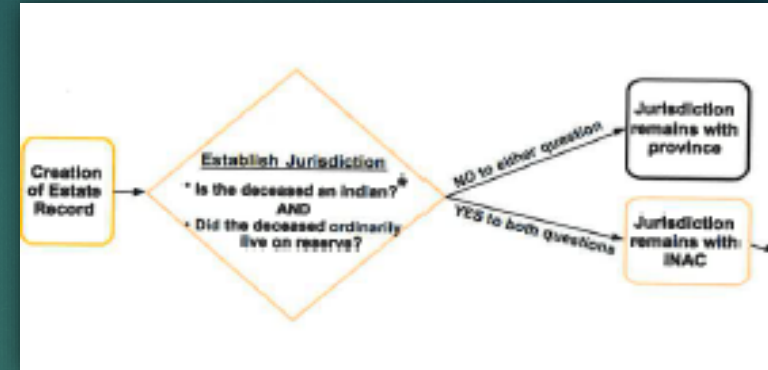 Creation
of Estate
Record
Establish Jurisdiction
* Is the deceased an Indian?*
AND
* Did the deceased ordinarily
live on reserve?
NO to either question
YES to both questions
Jurisdiction
remains with
province
Jurisdiction
remains with
INAC